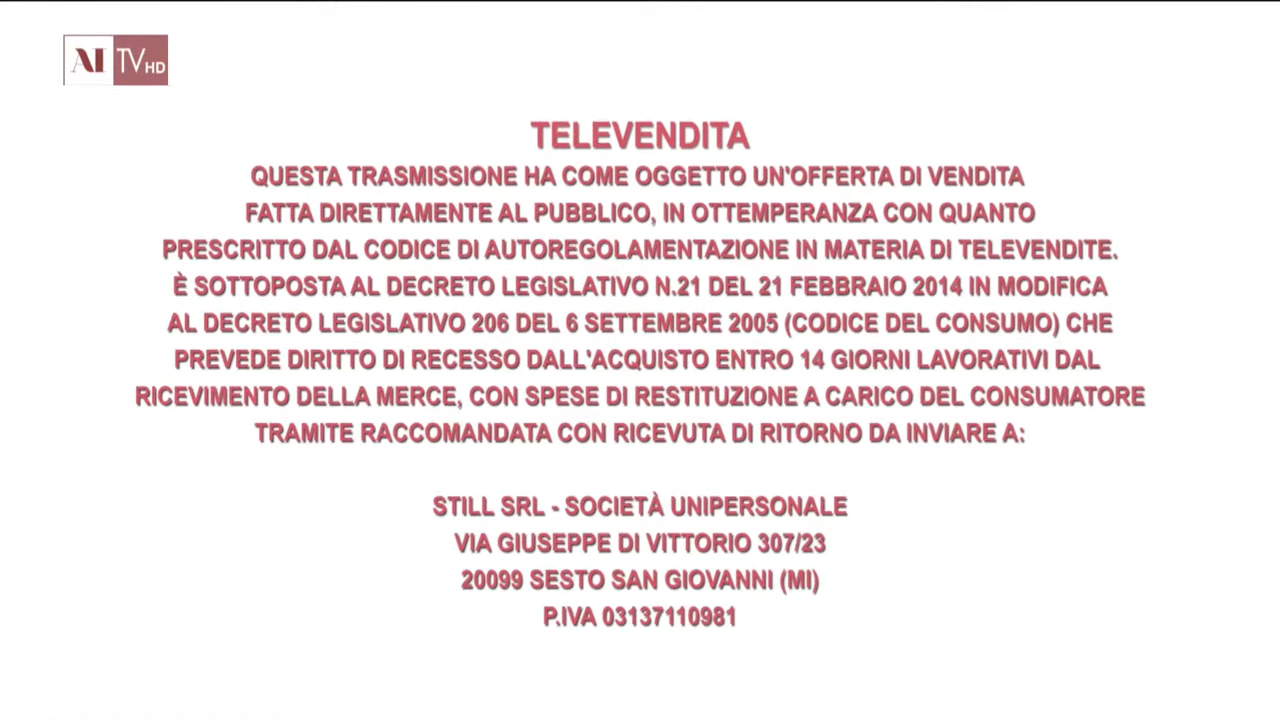 AI TV HD
TELEVENDITA
QUESTA TRASMISSIONE HA COME OGGETTO UN'OFFERTA DI VENDITA
FATTA DIRETTAMENTE AL PUBBLICO, IN OTTEMPERANZA CON QUANTO
PRESCRITTO DAL CODICE DI AUTOREGOLAMENTAZIONE IN MATERIA DI TELEVENDITE.
È SOTTOPOSTA AL DECRETO LEGISLATIVO N.21 DEL 21 FEBBRAIO 2014 IN MODIFICA
AL DECRETO LEGISLATIVO 206 DEL 6 SETTEMBRE 2005 (CODICE DEL CONSUMO) CHE
PREVEDE DIRITTO DI RECESSO DALL'ACQUISTO ENTRO 14 GIORNI LAVORATIVI DAL
RICEVIMENTO DELLA MERCE, CON SPESE DI RESTITUZIONE A CARICO DEL CONSUMATORE
TRAMITE RACCOMANDATA CON RICEVUTA DI RITORNO DA INVIARE A:
STILL SRL - SOCIETÀ UNIPERSONALE
VIA GIUSEPPE DI VITTORIO 307/23
20099 SESTO SAN GIOVANNI (MI)
P.IVA 03137110981